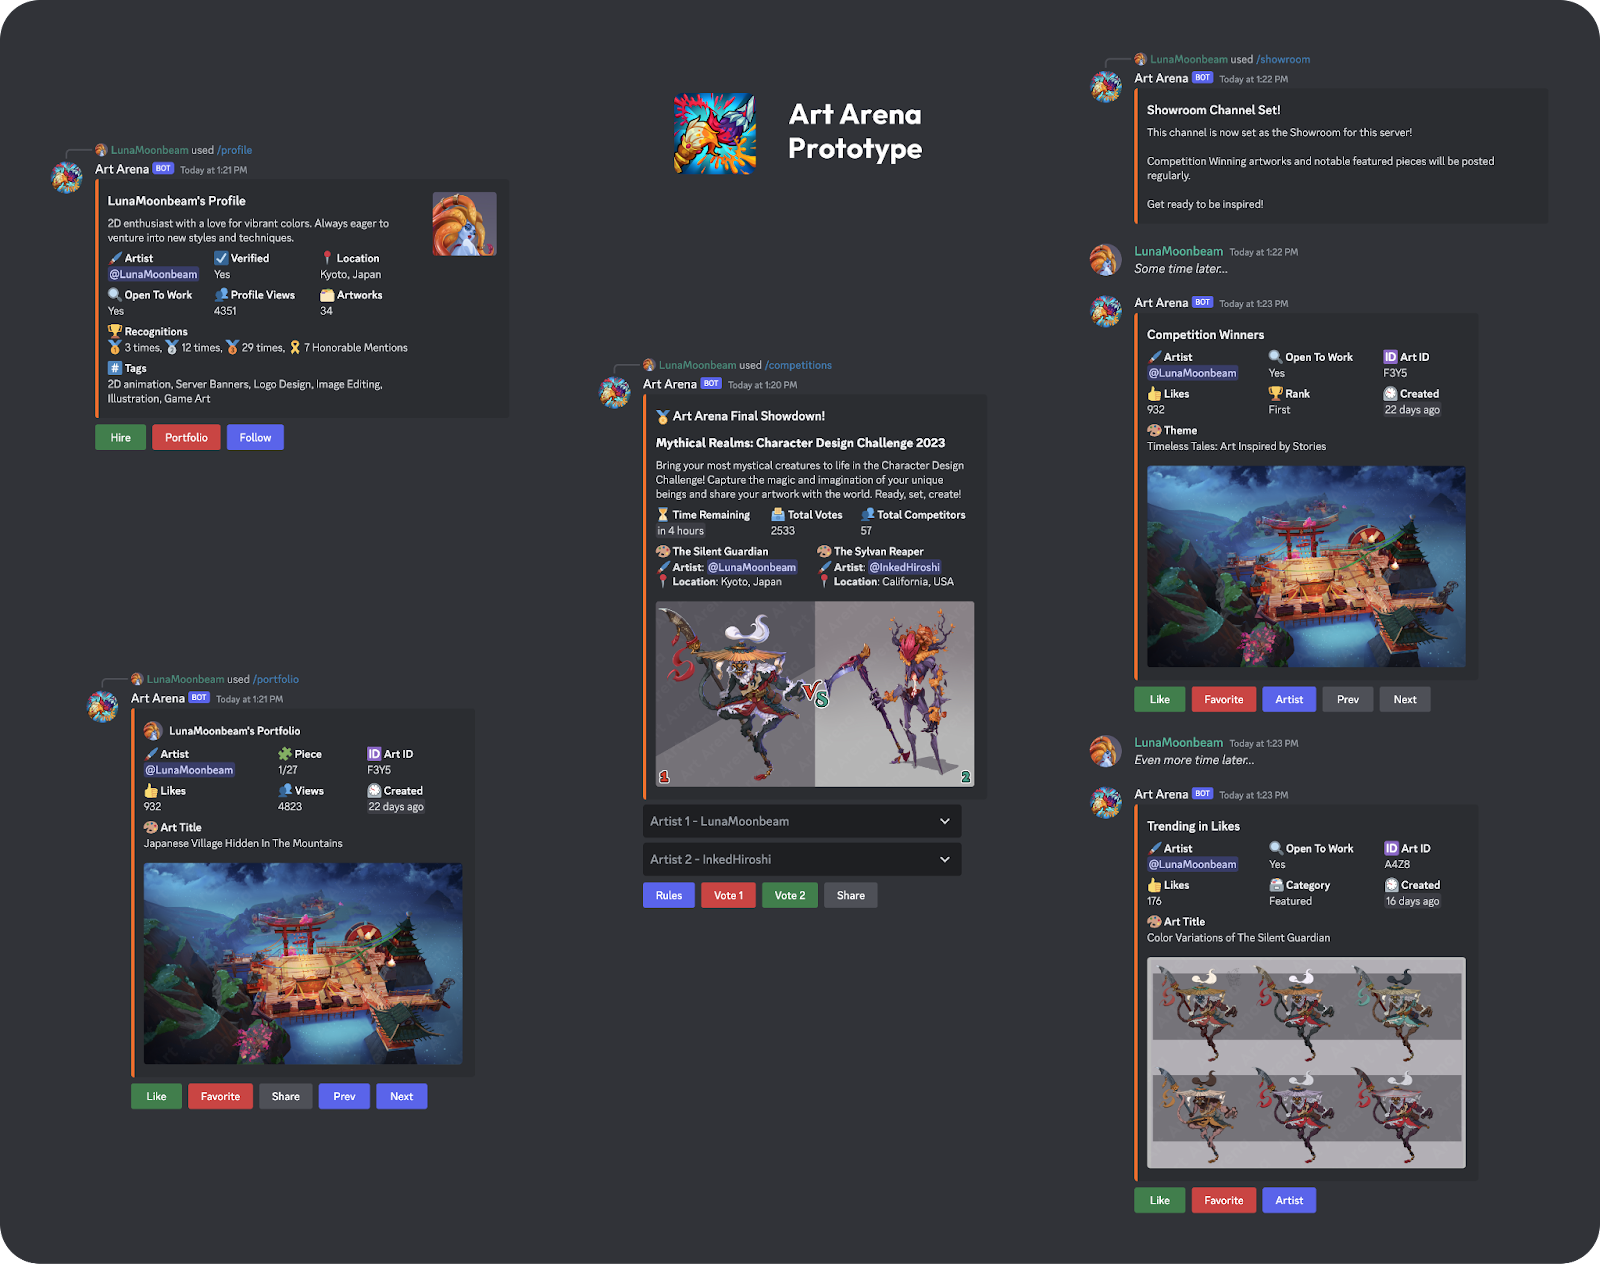 Art Arena
Prototype
LunaMoonbeam used /profile
Art Arena BOT Today at 1:21 PM
LunaMoonbeam's Profile
2D enthusiast with a love for vibrant colors. Always eager to
venture into new styles and techniques.
Artist Verified Location
@LunaMoonbeam Yes Kyoto, Japan
Open To Work Profile Views Artworks
Yes 4351 34
Recognitions
3 times, 12 times, 29 times, 7 Honorable Mentions
# Tags
2D animation, Server Banners, Logo Design, Image Editing,
Illustration, Game Art
Hire Portfolio Follow
LunaMoonbeam used /portfolio
Art Arena BOT Today at 1:21 PM
LunaMoonbeam's Portfolio
Artist Piece ID Art ID
@LunaMoonbeam 1/27 F3Y5
Likes Views Created
932 4823 22 days ago
Art Title
Japanese Village Hidden In The Mountains
Like Favorite Share Prev Next
LunaMoonbeam used /competitions
Art Arena BOT Today at 1:20 PM
Art Arena Final Showdown!
Mythical Realms: Character Design Challenge 2023
Bring your most mystical creatures to life in the Character Design
Challenge! Capture the magic and imagination of your unique
beings and share your artwork with the world. Ready, set, create!
Time Remaining Total Votes Total Competitors
in 4 hours 2533 57
The Silent Guardian The Sylvan Reaper
Artist: @LunaMoonbeam Artist: @InkedHiroshi
Location: Kyoto, Japan Location: California, USA
VS
1 2
Artist 1 - LunaMoonbeam
Artist 2 - InkedHiroshi
Rules Vote 1 Vote 2 Share
LunaMoonbeam used /showroom
Art Arena BOT Today at 1:22 PM
Showroom Channel Set!
This channel is now set as the Showroom for this server!
Competition Winning artworks and notable featured pieces will be posted
regularly.
Get ready to be inspired!
LunaMoonbeam Today at 1:22 PM
Some time later...
Art Arena BOT Today at 1:23 PM
Competition Winners
Artist Open To Work ID Art ID
@LunaMoonbeam Yes F3Y5
Likes Rank Created
932 First 22 days ago
Theme
Timeless Tales: Art Inspired by Stories
Like Favorite Artist Prev Next
LunaMoonbeam Today at 1:23 PM
Even more time later...
Art Arena BOT Today at 1:23 PM
Trending in Likes
Artist Open To Work ID Art ID
@LunaMoonbeam Yes A4Z8
Likes Category Created
176 Featured 16 days ago
Art Title
Color Variations of The Silent Guardian
Like Favorite Artist